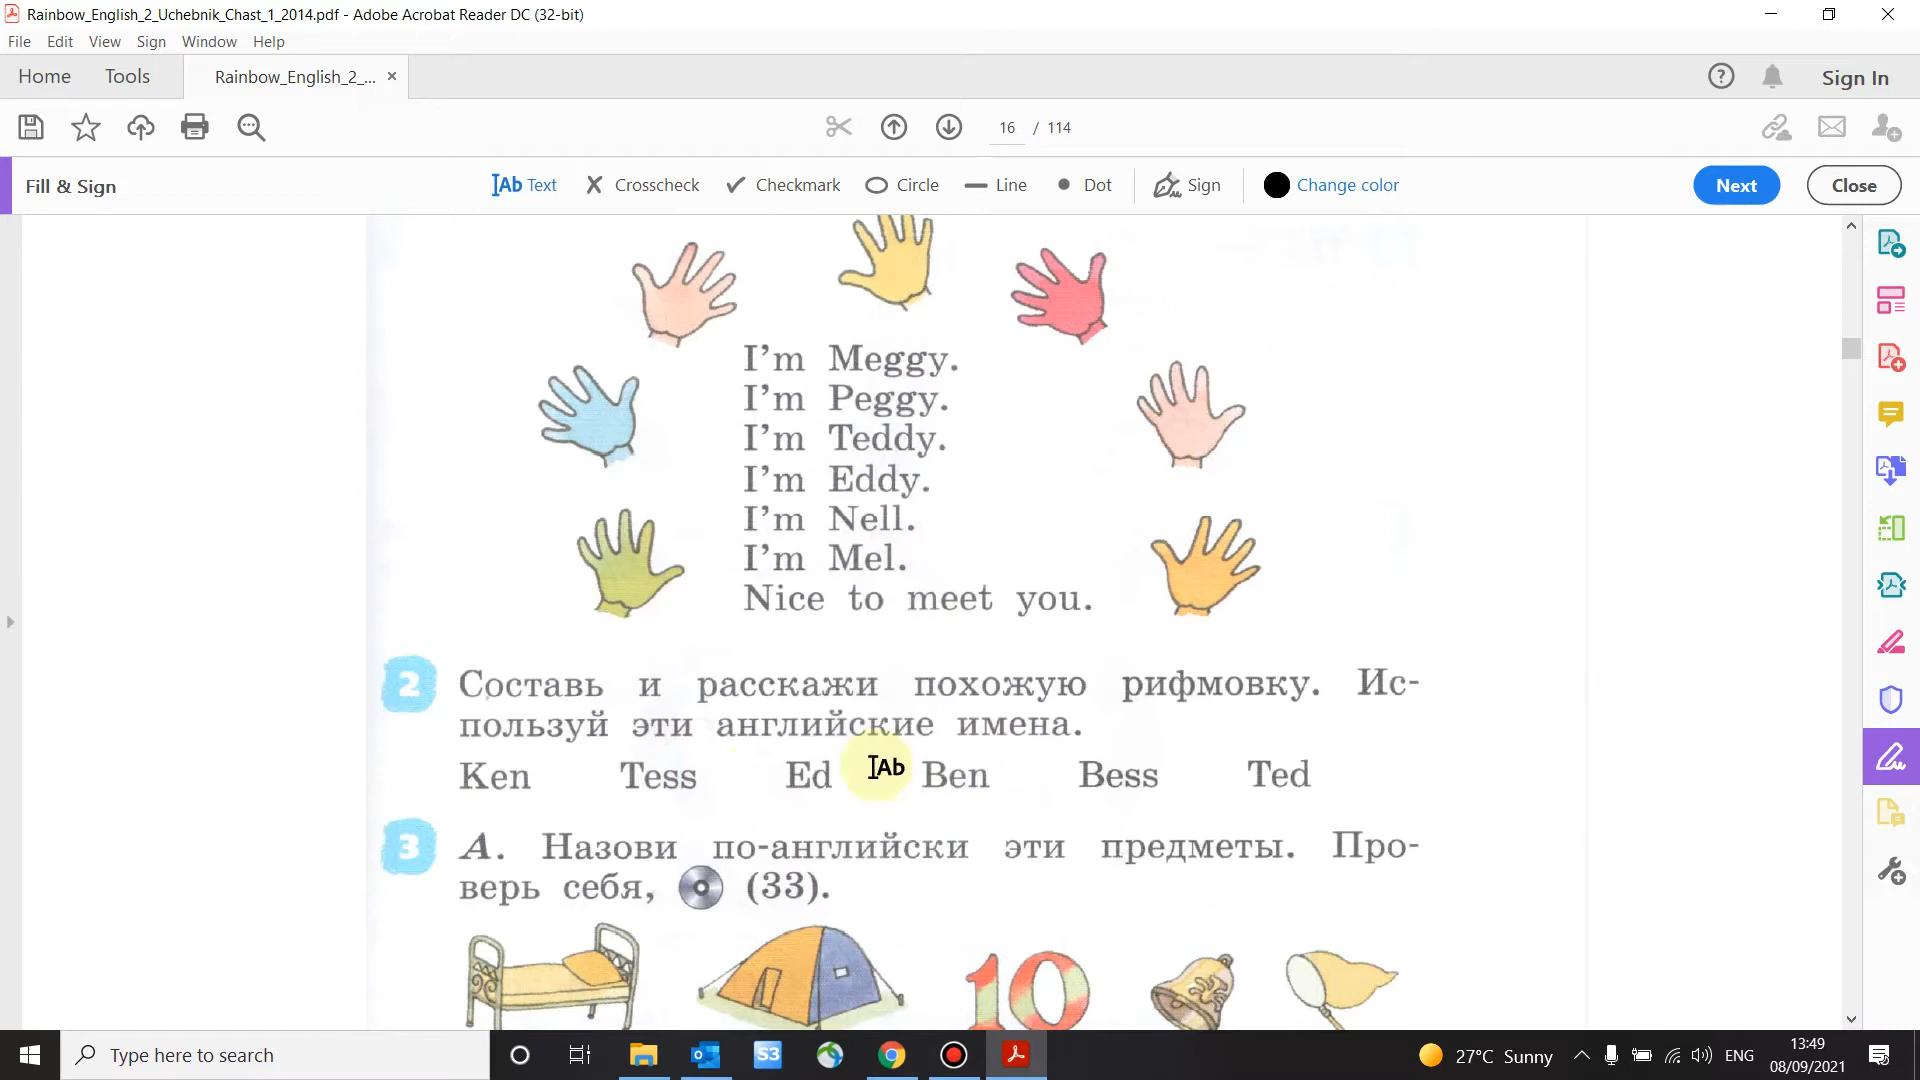 Rainbow_English_2_Uchebnik_Chast_1_2014.pdf - Adobe Acrobat Reader DC (32-bit)
File Edit View Sign Window Help
Home Tools Rainbow_English_2_... × Sign In
16 / 114
Fill & Sign Ab Text Crosscheck Checkmark Circle Line Dot Sign Change color Next Close
I'm Meggy.
I'm Peggy.
I'm Teddy.
I'm Eddy.
I'm Nell.
I'm Mel.
Nice to meet you.
2 Составь и расскажи похожую рифмовку. Ис-
пользуй эти английские имена.
Ken Tess Ed Ab Ben Bess Ted
3 А. Назови по-английски эти предметы. Про-
верь себя, (33).
10
Type here to search S3 27°C Sunny ENG 13:49
08/09/2021